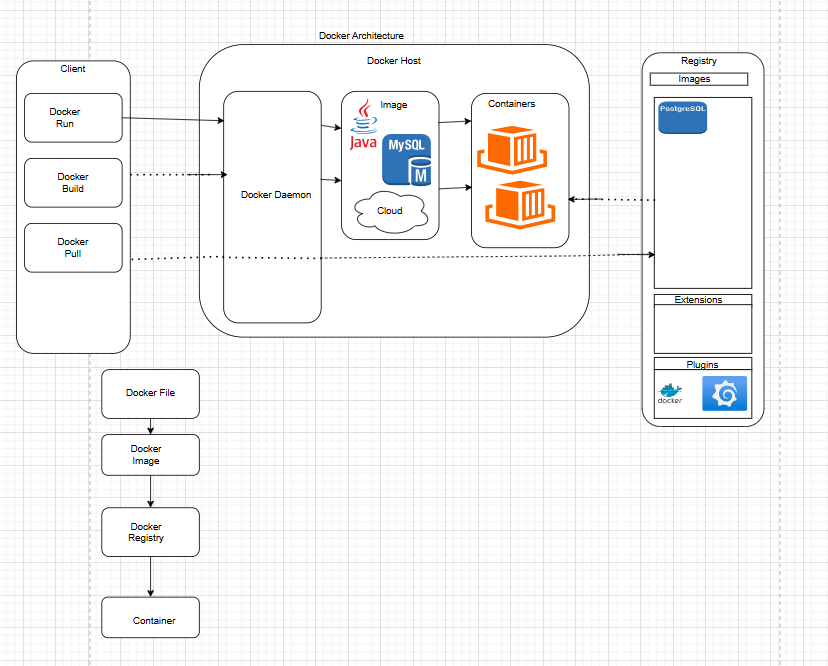 Docker Architecture
Client
Docker
Run
Docker
Build
Docker
Pull
Docker Host
Docker Daemon
Image
Java
MySQL
M
Cloud
Containers
Registry
Images
PostgreSQL
Extensions
Plugins
docker
Docker File
Docker
Image
Docker
Registry
Container